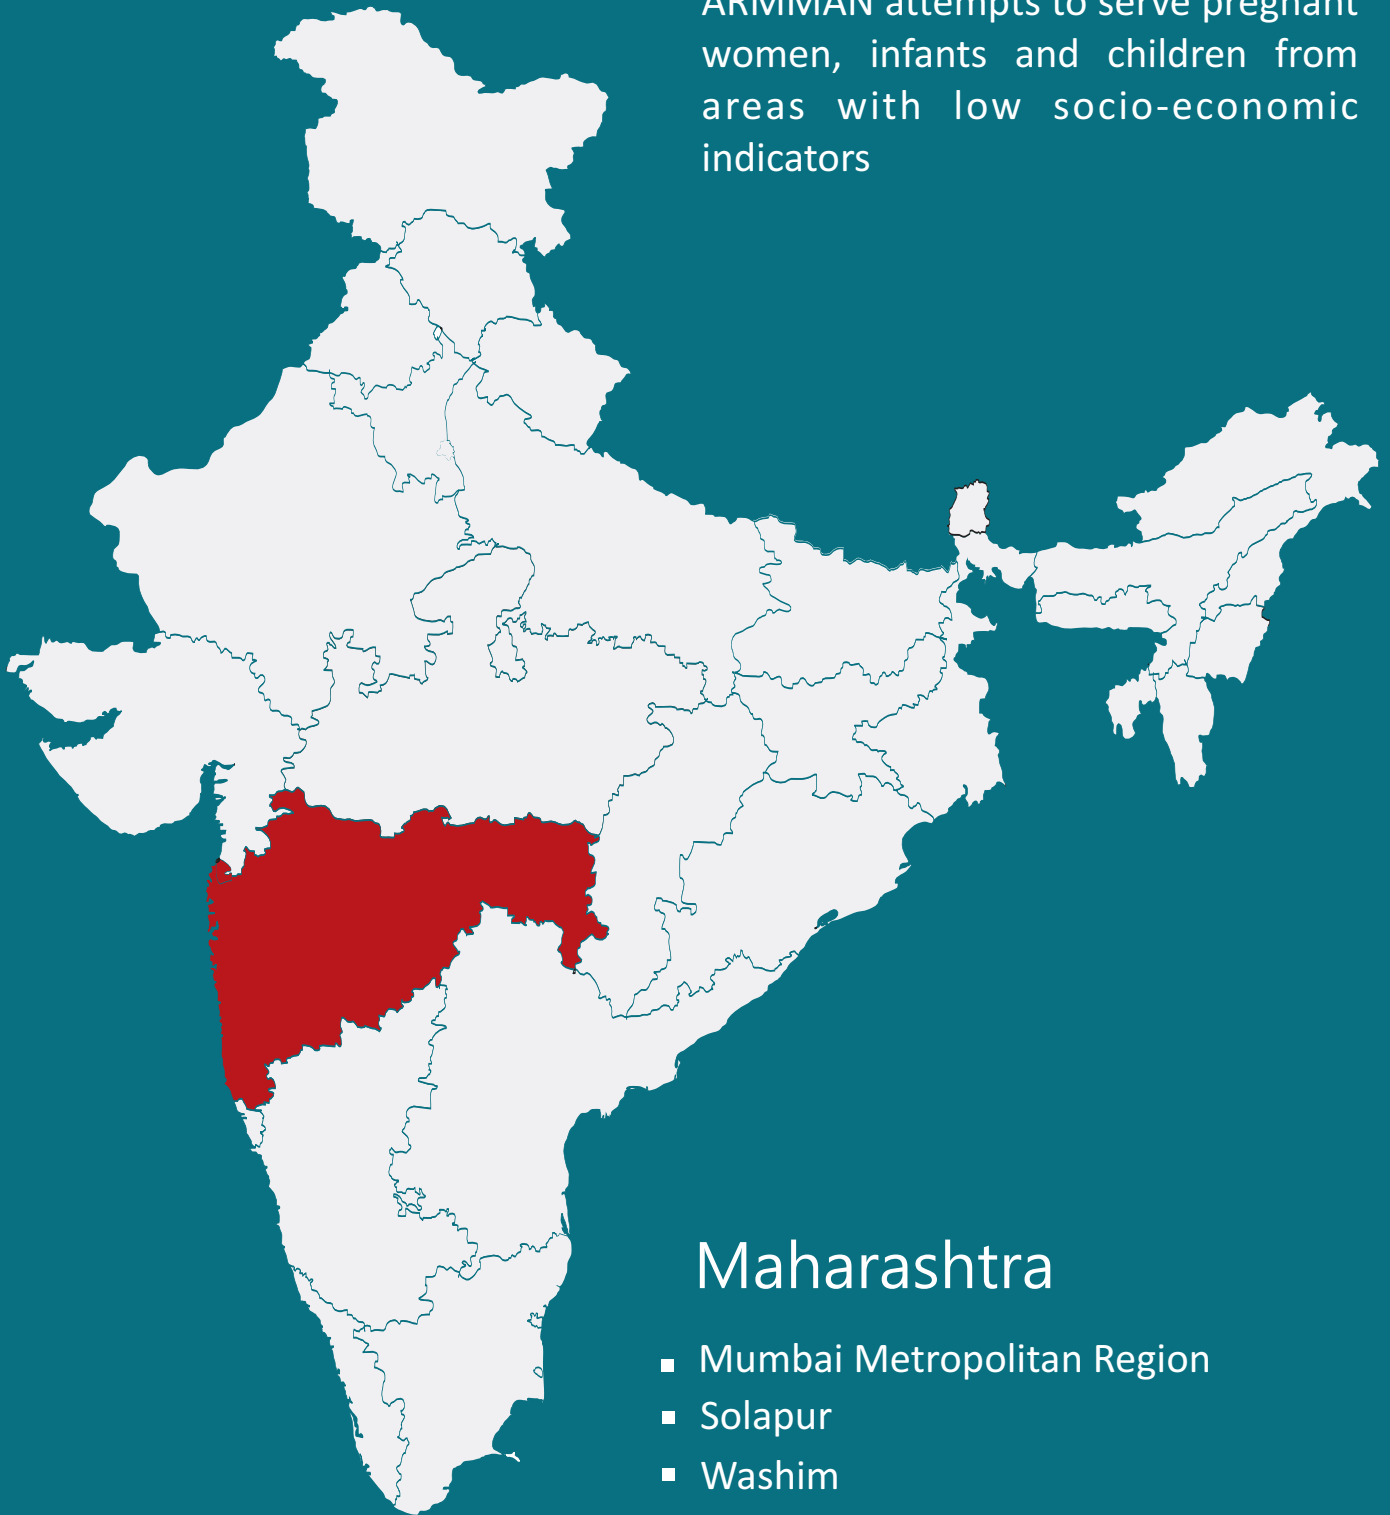 ARMMAN attempts to serve pregnant
women, infants and children from
areas with low socio-economic
indicators
Maharashtra
▪ Mumbai Metropolitan Region
▪ Solapur
▪ Washim